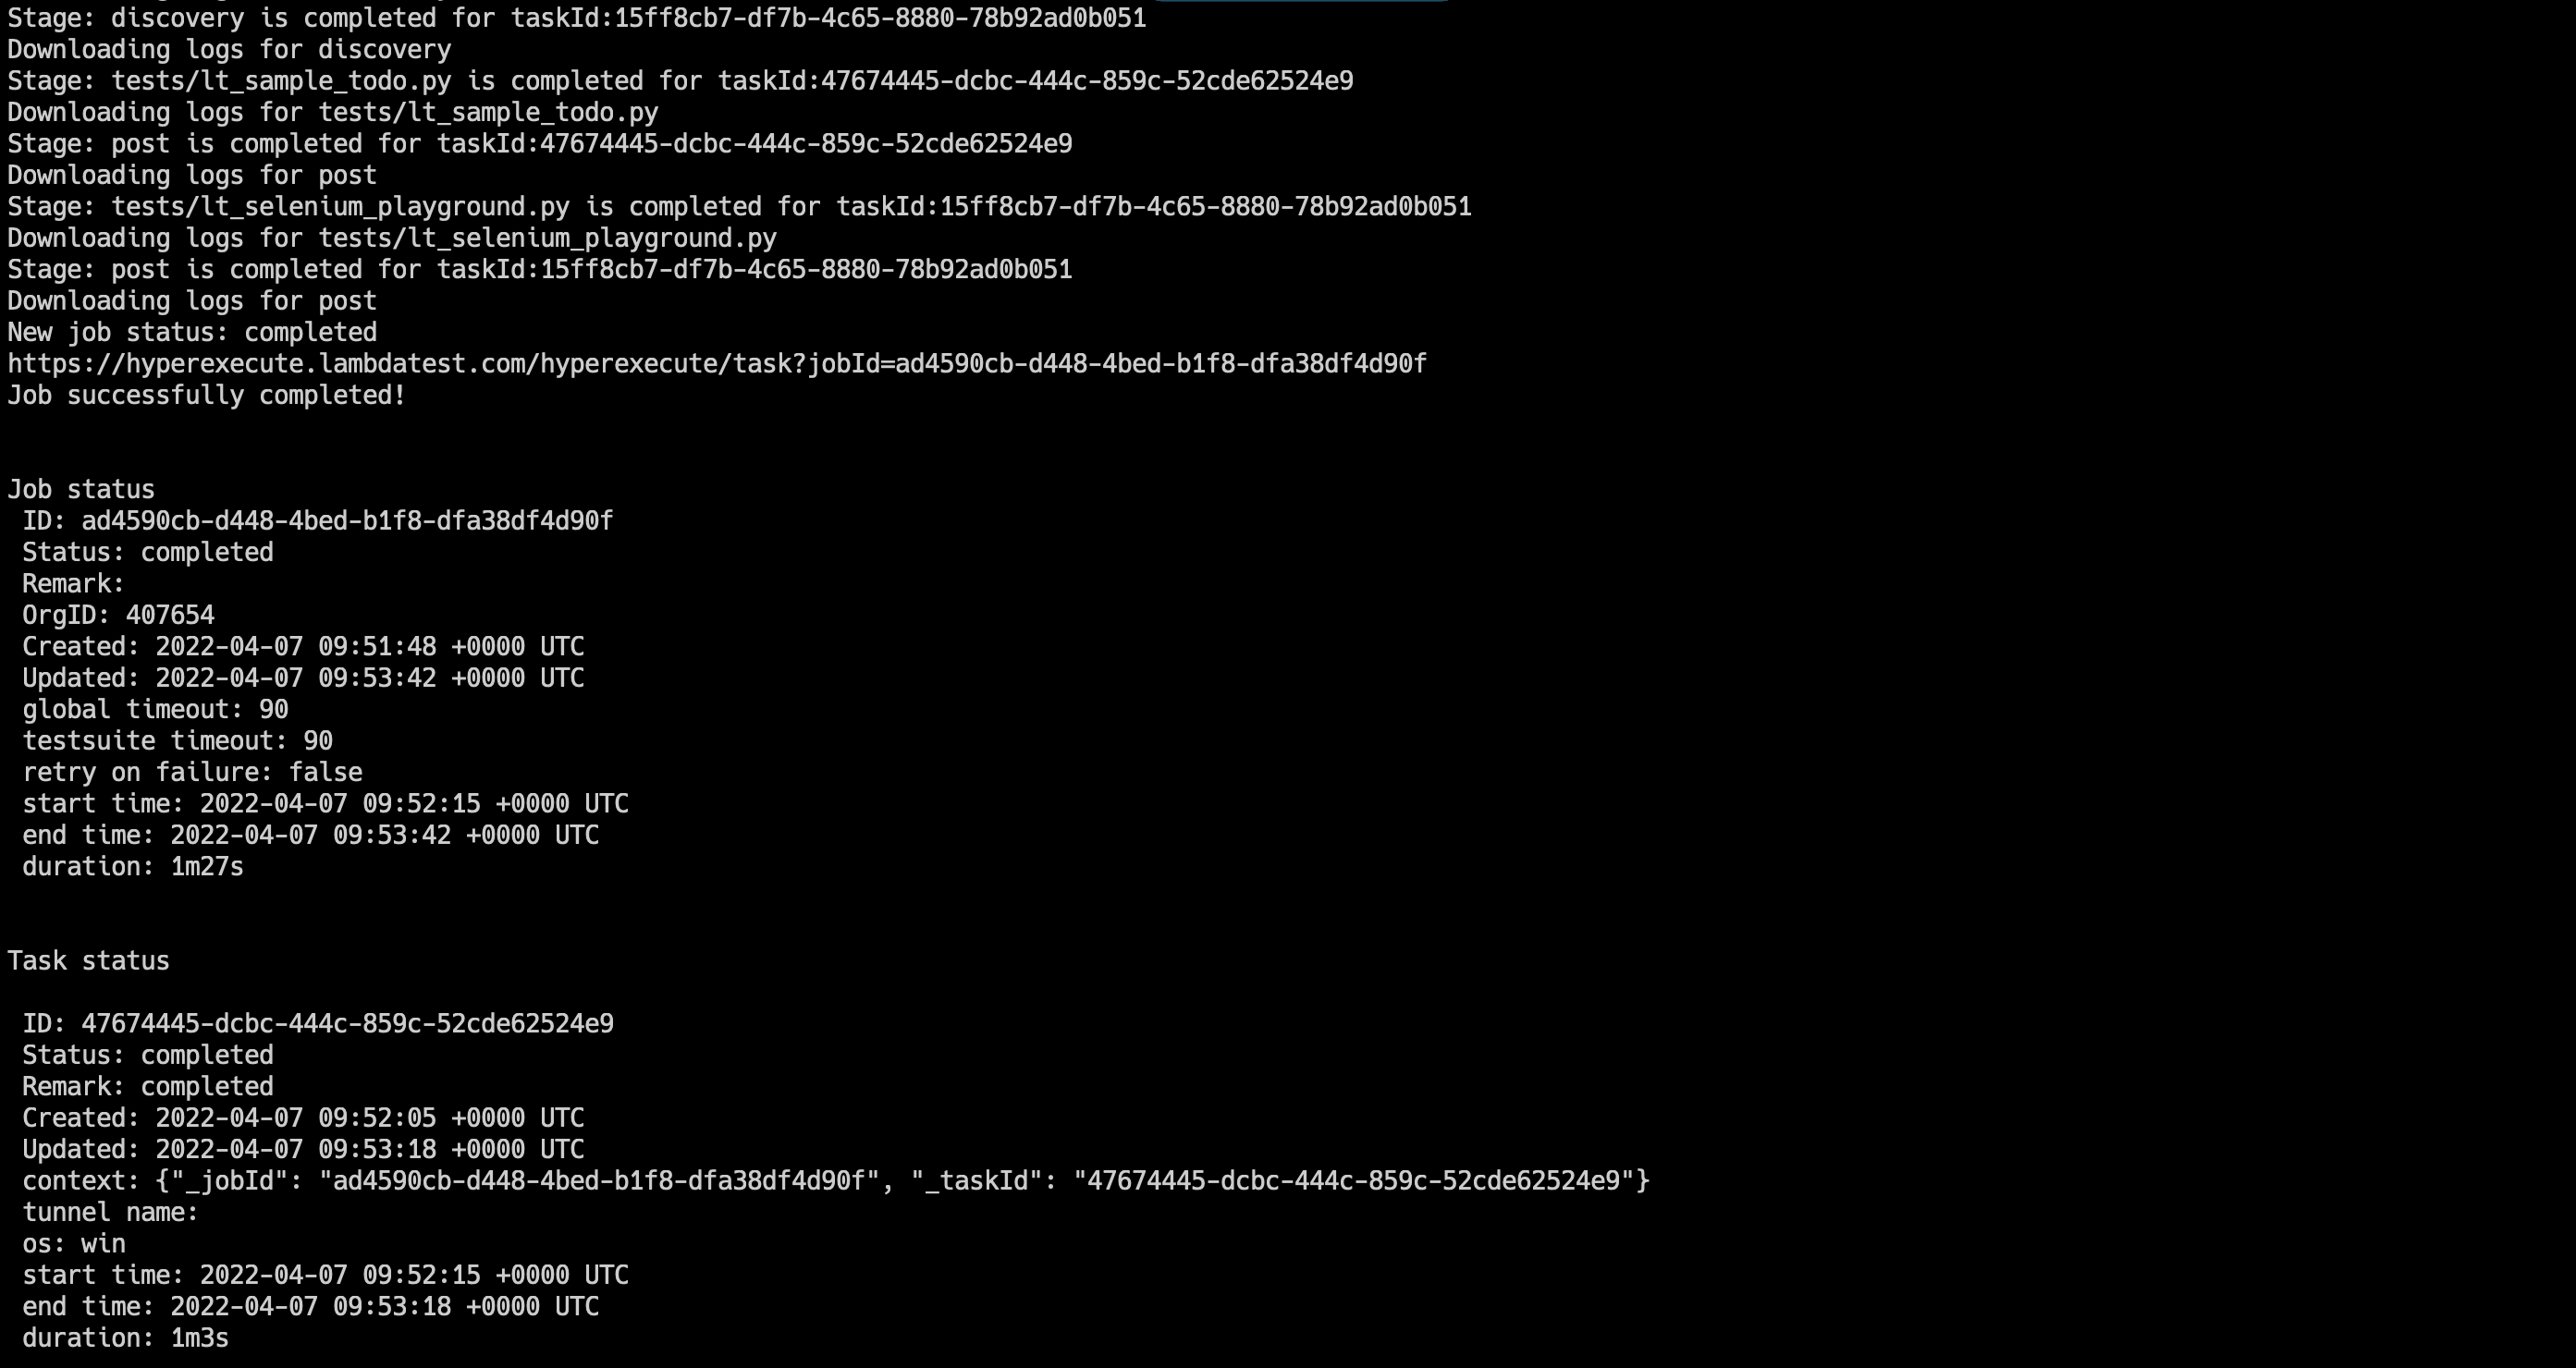 Stage: discovery is completed for taskId:15ff8cb7-df7b-4c65-8880-78b92ad0b051
Downloading logs for discovery
Stage: tests/lt_sample_todo.py is completed for taskId:47674445-dcbc-444c-859c-52cde62524e9
Downloading logs for tests/lt_sample_todo.py
Stage: post is completed for taskId:47674445-dcbc-444c-859c-52cde62524e9
Downloading logs for post
Stage: tests/lt_selenium_playground.py is completed for taskId:15ff8cb7-df7b-4c65-8880-78b92ad0b051
Downloading logs for tests/lt_selenium_playground.py
Stage: post is completed for taskId:15ff8cb7-df7b-4c65-8880-78b92ad0b051
Downloading logs for post
New job status: completed
https://hyperexecute.lambdatest.com/hyperexecute/task?jobId=ad4590cb-d448-4bed-b1f8-dfa38df4d90f
Job successfully completed!
Job status
ID: ad4590cb-d448-4bed-b1f8-dfa38df4d90f
Status: completed
Remark:
OrgID: 407654
Created: 2022-04-07 09:51:48 +0000 UTC
Updated: 2022-04-07 09:53:42 +0000 UTC
global timeout: 90
testsuite timeout: 90
retry on failure: false
start time: 2022-04-07 09:52:15 +0000 UTC
end time: 2022-04-07 09:53:42 +0000 UTC
duration: 1m27s
Task status
ID: 47674445-dcbc-444c-859c-52cde62524e9
Status: completed
Remark: completed
Created: 2022-04-07 09:52:05 +0000 UTC
Updated: 2022-04-07 09:53:18 +0000 UTC
context: {"_jobId": "ad4590cb-d448-4bed-b1f8-dfa38df4d90f", "_taskId": "47674445-dcbc-444c-859c-52cde62524e9"}
tunnel name:
os: win
start time: 2022-04-07 09:52:15 +0000 UTC
end time: 2022-04-07 09:53:18 +0000 UTC
duration: 1m3s